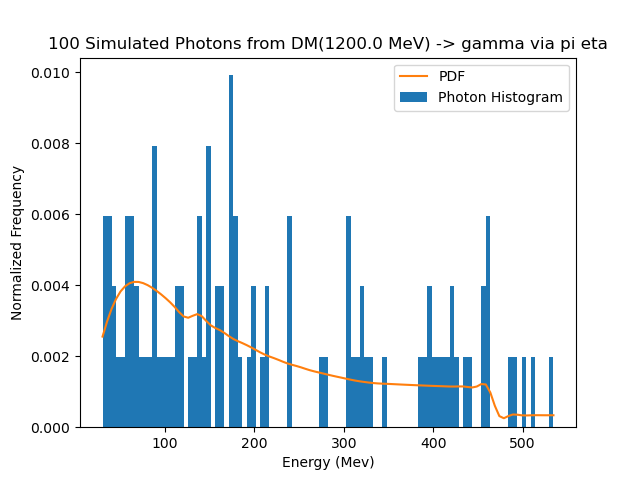 100 Simulated Photons from DM(1200.0 MeV) -> gamma via pi eta
PDF
Photon Histogram
Normalized Frequency
0.010
0.008
0.006
0.004
0.002
0.000
100 200 300 400 500
Energy (Mev)